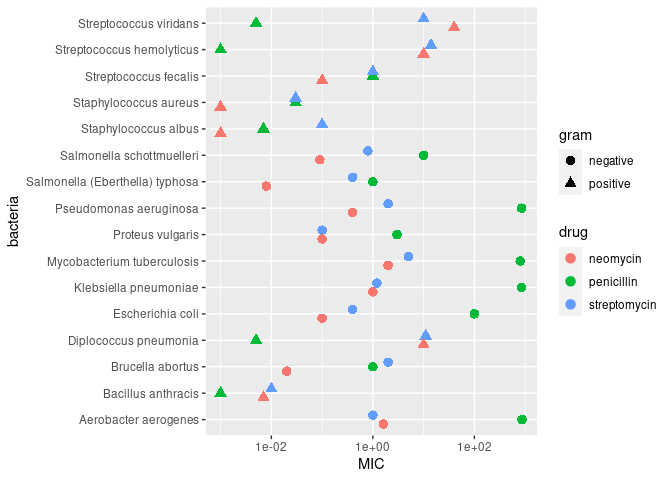 Streptococcus viridans
Streptococcus hemolyticus
Streptococcus fecalis
Staphylococcus aureus
Staphylococcus albus
Salmonella schottmuelleri
Salmonella (Eberthella) typhosa
Pseudomonas aeruginosa
Proteus vulgaris
Mycobacterium tuberculosis
Klebsiella pneumoniae
Escherichia coli
Diplococcus pneumonia
Brucella abortus
Bacillus anthracis
Aerobacter aerogenes
bacteria
1e-02
1e+00
1e+02
MIC
gram
negative
positive
drug
neomycin
penicillin
streptomycin